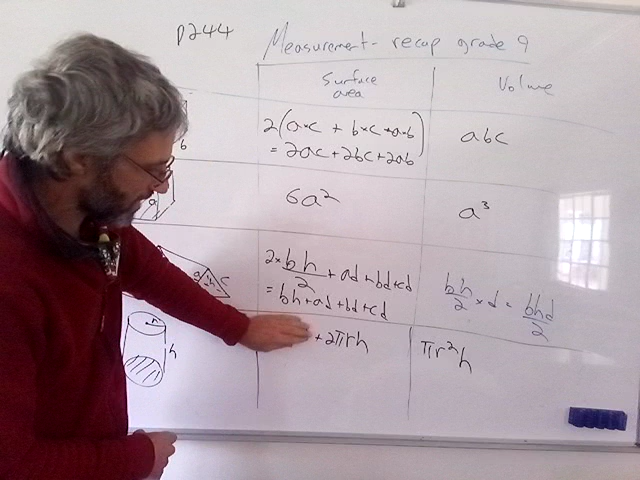 p244
Measurement - recap grade 9
Surface area
Volume
2(a×c + b×c + a×b)
= 2ac + 2bc + 2ab
abc
b
6a²
a³
a
2× bh/2 + ad + bd + cd
= bh + ad + bd + cd
bh/2 × d = bhd/2
a h c
+ 2πrh
πr²h
r
h